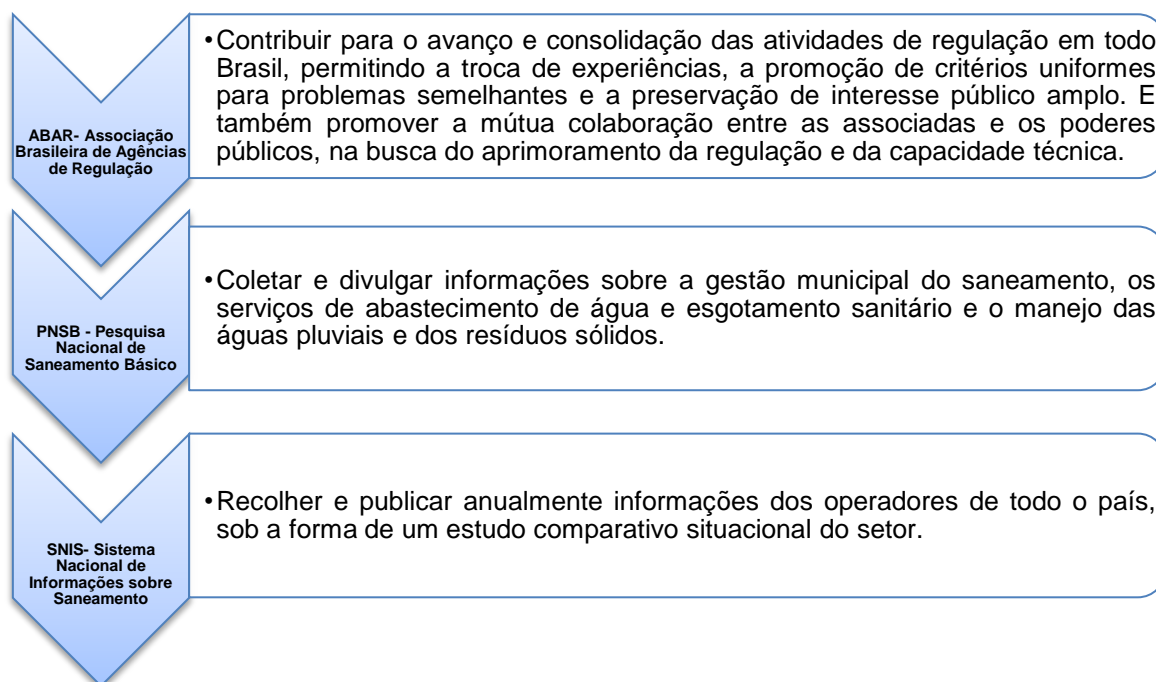 •Contribuir para o avanço e consolidação das atividades de regulação em todo
Brasil, permitindo a troca de experiências, a promoção de critérios uniformes
para problemas semelhantes e a preservação de interesse público amplo. E
também promover a mútua colaboração entre as associadas e os poderes
públicos, na busca do aprimoramento da regulação e da capacidade técnica.
ABAR- Associação
Brasileira de Agências
de Regulação
•Coletar e divulgar informações sobre a gestão municipal do saneamento, os
serviços de abastecimento de água e esgotamento sanitário e o manejo das
águas pluviais e dos resíduos sólidos.
PNSB - Pesquisa
Nacional de
Saneamento Básico
•Recolher e publicar anualmente informações dos operadores de todo o país,
sob a forma de um estudo comparativo situacional do setor.
SNIS- Sistema
Nacional de
Informações sobre
Saneamento